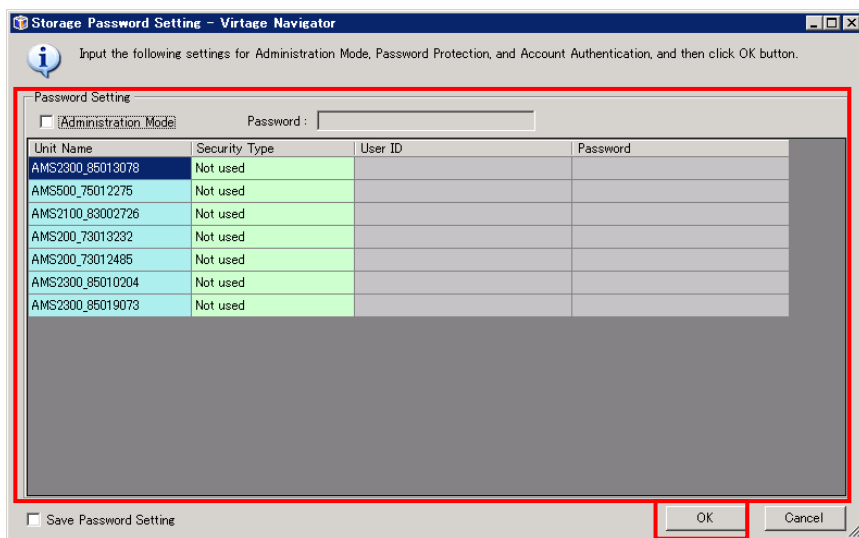 Storage Password Setting - Virtage Navigator
Input the following settings for Administration Mode, Password Protection, and Account Authentication, and then click OK button.
Password Setting
Administration Mode Password :
Unit Name Security Type User ID Password
AMS2300_85013078 Not used
AMS500_75012275 Not used
AMS2100_83002726 Not used
AMS200_73013232 Not used
AMS200_73012485 Not used
AMS2300_85010204 Not used
AMS2300_85019073 Not used
Save Password Setting OK Cancel